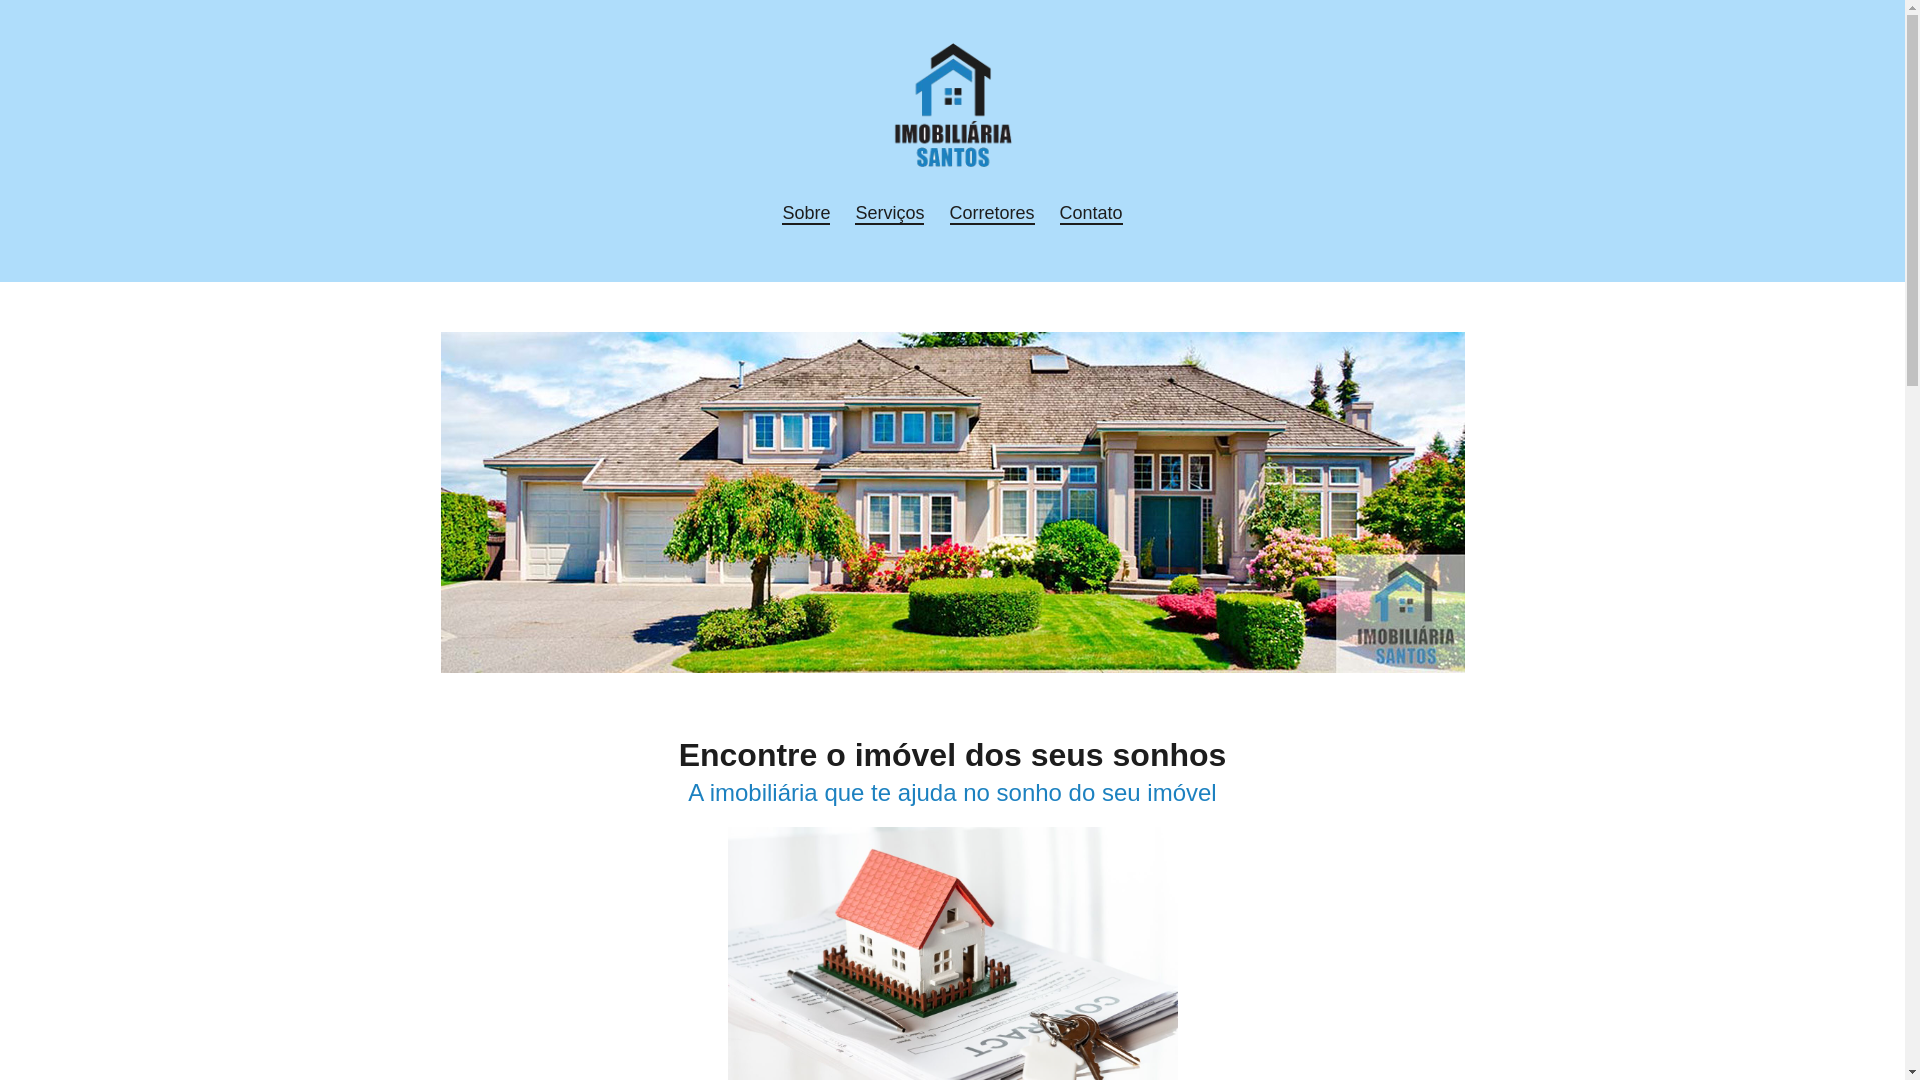 IMOBILIÁRIA
SANTOS
Sobre Serviços Corretores Contato
IMOBILIÁRIA
SANTOS
Encontre o imóvel dos seus sonhos
A imobiliária que te ajuda no sonho do seu imóvel
CONTRACT